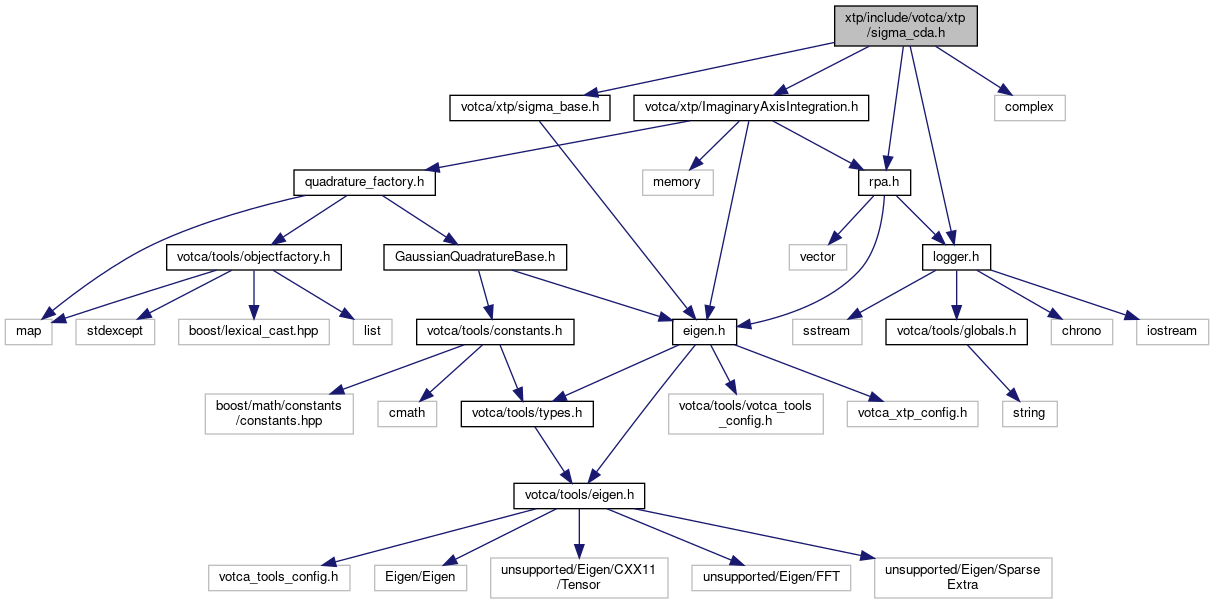 xtp/include/votca/xtp
/sigma_cda.h
votca/xtp/sigma_base.h
votca/xtp/ImaginaryAxisIntegration.h
complex
quadrature_factory.h
memory
rpa.h
votca/tools/objectfactory.h
GaussianQuadratureBase.h
vector
logger.h
map
stdexcept
boost/lexical_cast.hpp
list
votca/tools/constants.h
eigen.h
sstream
votca/tools/globals.h
chrono
iostream
boost/math/constants
/constants.hpp
cmath
votca/tools/types.h
votca/tools/votca_tools
_config.h
votca_xtp_config.h
string
votca/tools/eigen.h
votca_tools_config.h
Eigen/Eigen
unsupported/Eigen/CXX11
/Tensor
unsupported/Eigen/FFT
unsupported/Eigen/Sparse
Extra